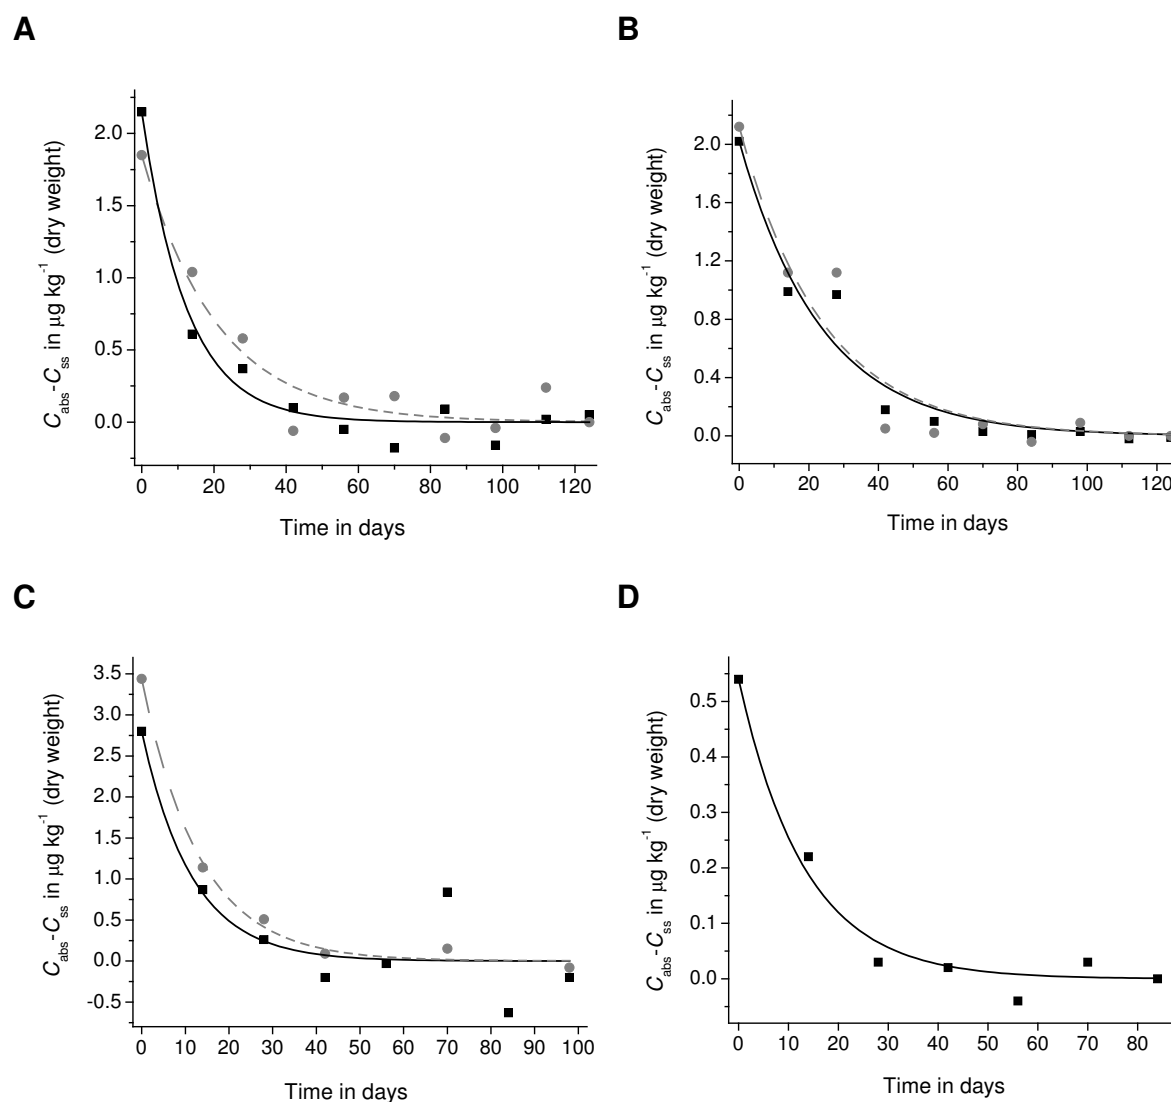 A
C_abs-C_ss in μg kg⁻¹ (dry weight)
2.0
1.5
1.0
0.5
0.0
0 20 40 60 80 100 120
Time in days
B
C_abs-C_ss in μg kg⁻¹ (dry weight)
2.0
1.6
1.2
0.8
0.4
0.0
0 20 40 60 80 100 120
Time in days
C
C_abs-C_ss in μg kg⁻¹ (dry weight)
3.5
3.0
2.5
2.0
1.5
1.0
0.5
0.0
-0.5
0 10 20 30 40 50 60 70 80 90 100
Time in days
D
C_abs-C_ss in μg kg⁻¹ (dry weight)
0.5
0.4
0.3
0.2
0.1
0.0
0 10 20 30 40 50 60 70 80
Time in days